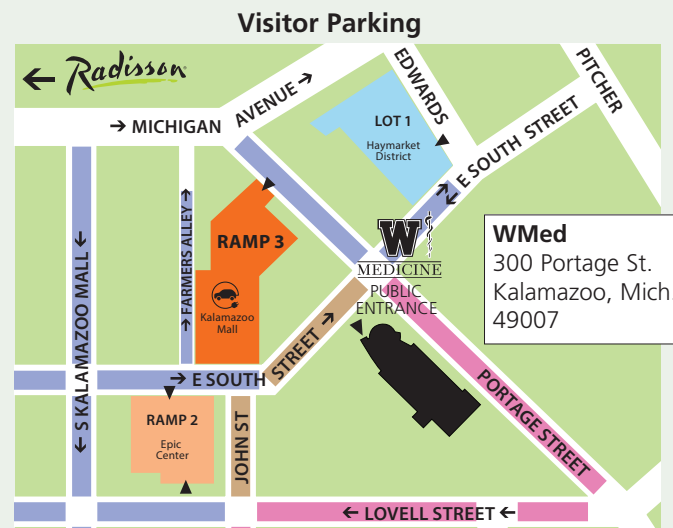 Visitor Parking
← Radisson
→ MICHIGAN AVENUE →
EDWARDS
PITCHER
LOT 1
Haymarket
District
E SOUTH STREET
RAMP 3
Kalamazoo
Mall
→ FARMERS ALLEY →
← S KALAMAZOO MALL ←
W
MEDICINE
PUBLIC
ENTRANCE
WMed
300 Portage St.
Kalamazoo, Mich.
49007
→ E SOUTH STREET →
RAMP 2
Epic
Center
JOHN ST
PORTAGE STREET
← LOVELL STREET ←